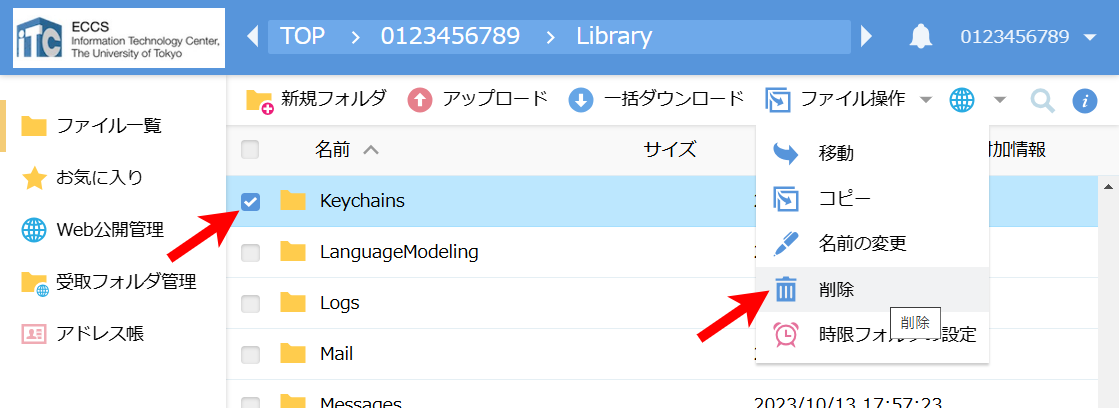 ECCS
Information Technology Center,
The University of Tokyo
TOP > 0123456789 > Library
0123456789
新規フォルダ
アップロード
一括ダウンロード
ファイル操作
ファイル一覧
お気に入り
Web公開管理
受取フォルダ管理
アドレス帳
名前
サイズ
付加情報
Keychains
LanguageModeling
Logs
Mail
Messages
2023/10/13 17:57:23
移動
コピー
名前の変更
削除
削除
時限フォルダの設定